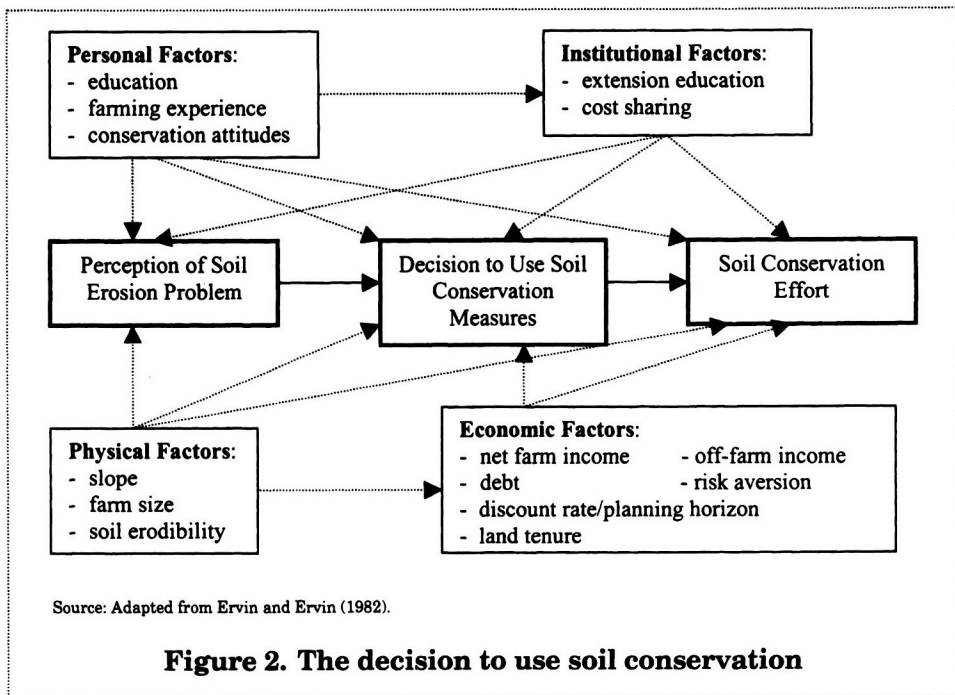 Personal Factors:
- education
- farming experience
- conservation attitudes
Institutional Factors:
- extension education
- cost sharing
Perception of Soil
Erosion Problem
Decision to Use Soil
Conservation
Measures
Soil Conservation
Effort
Physical Factors:
- slope
- farm size
- soil erodibility
Economic Factors:
- net farm income - off-farm income
- debt - risk aversion
- discount rate/planning horizon
- land tenure
Source: Adapted from Ervin and Ervin (1982).
Figure 2. The decision to use soil conservation